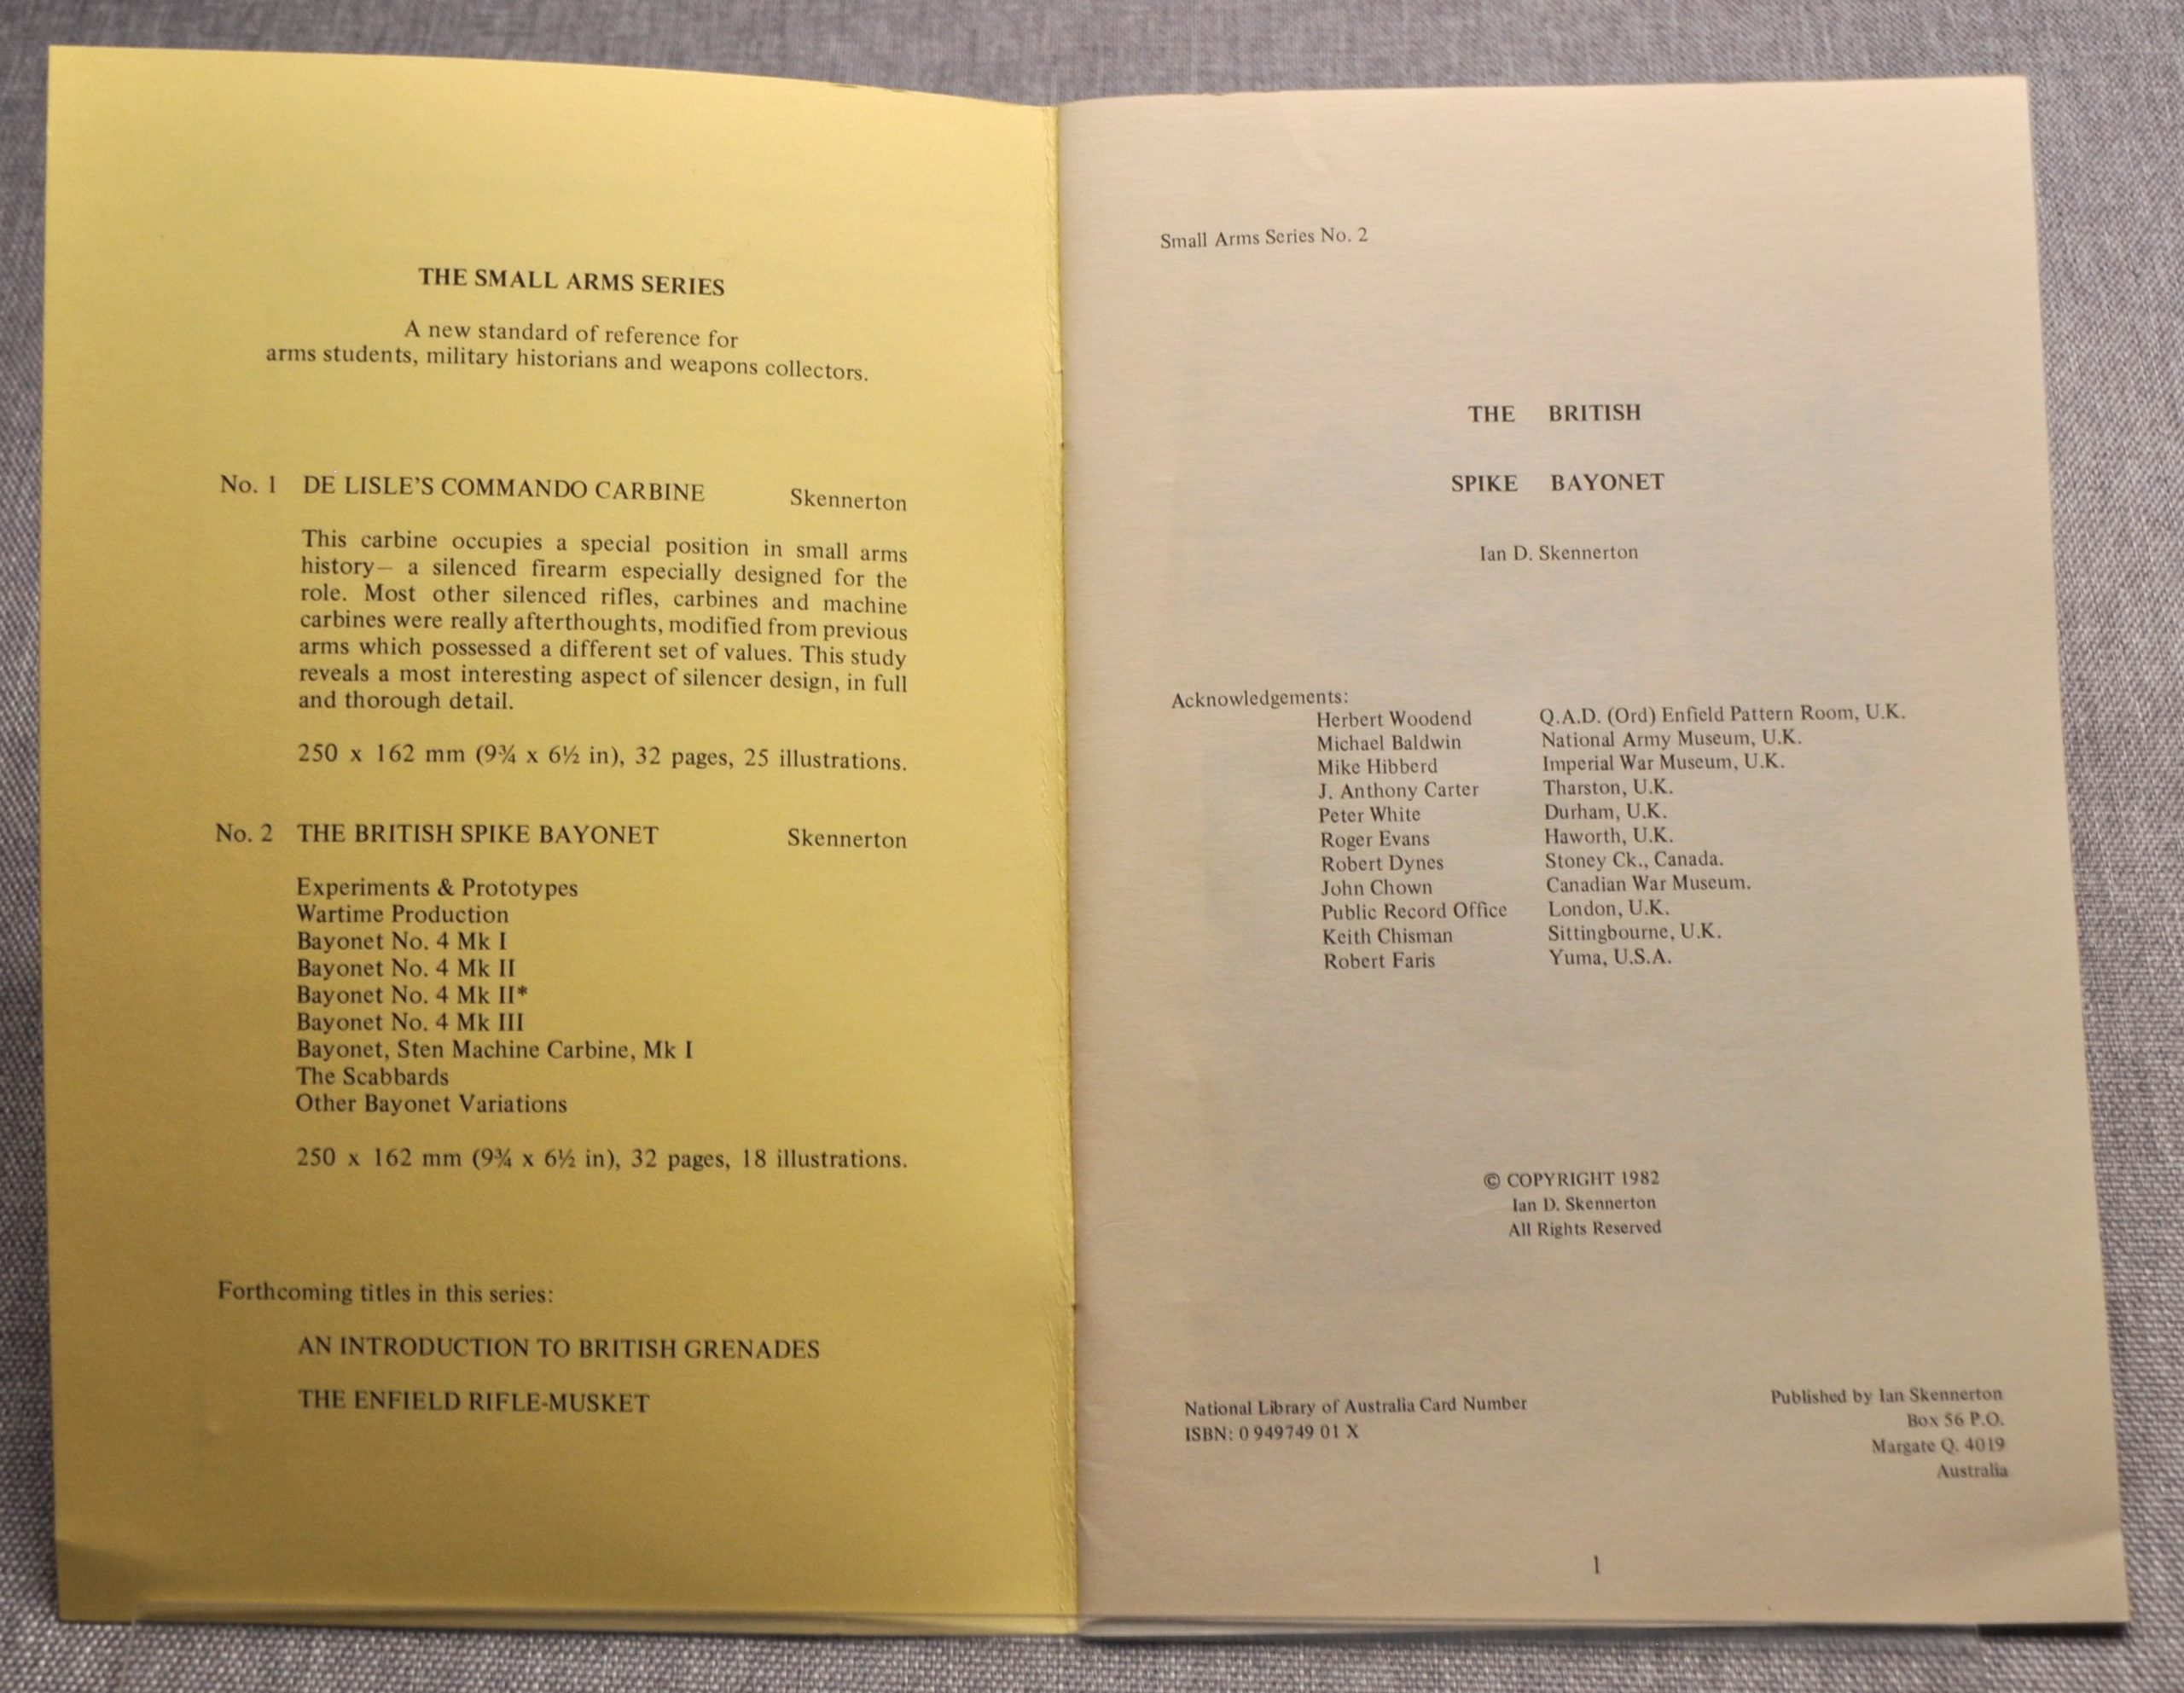 THE SMALL ARMS SERIES
A new standard of reference for
arms students, military historians and weapons collectors.
No. 1 DE LISLE'S COMMANDO CARBINE Skennerton
This carbine occupies a special position in small arms
history— a silenced firearm especially designed for the
role. Most other silenced rifles, carbines and machine
carbines were really afterthoughts, modified from previous
arms which possessed a different set of values. This study
reveals a most interesting aspect of silencer design, in full
and thorough detail.
250 x 162 mm (9¾ x 6½ in), 32 pages, 25 illustrations.
No. 2 THE BRITISH SPIKE BAYONET Skennerton
Experiments & Prototypes
Wartime Production
Bayonet No. 4 Mk I
Bayonet No. 4 Mk II
Bayonet No. 4 Mk II*
Bayonet No. 4 Mk III
Bayonet, Sten Machine Carbine, Mk I
The Scabbards
Other Bayonet Variations
250 x 162 mm (9¾ x 6½ in), 32 pages, 18 illustrations.
Forthcoming titles in this series:
AN INTRODUCTION TO BRITISH GRENADES
THE ENFIELD RIFLE-MUSKET
Small Arms Series No. 2
THE BRITISH
SPIKE BAYONET
Ian D. Skennerton
Acknowledgements:
Herbert Woodend Q.A.D. (Ord) Enfield Pattern Room, U.K.
Michael Baldwin National Army Museum, U.K.
Mike Hibberd Imperial War Museum, U.K.
J. Anthony Carter Tharston, U.K.
Peter White Durham, U.K.
Roger Evans Haworth, U.K.
Robert Dynes Stoney Ck., Canada.
John Chown Canadian War Museum.
Public Record Office London, U.K.
Keith Chisman Sittingbourne, U.K.
Robert Faris Yuma, U.S.A.
© COPYRIGHT 1982
Ian D. Skennerton
All Rights Reserved
National Library of Australia Card Number
ISBN: 0 949749 01 X
Published by Ian Skennerton
Box 56 P.O.
Margate Q. 4019
Australia
1